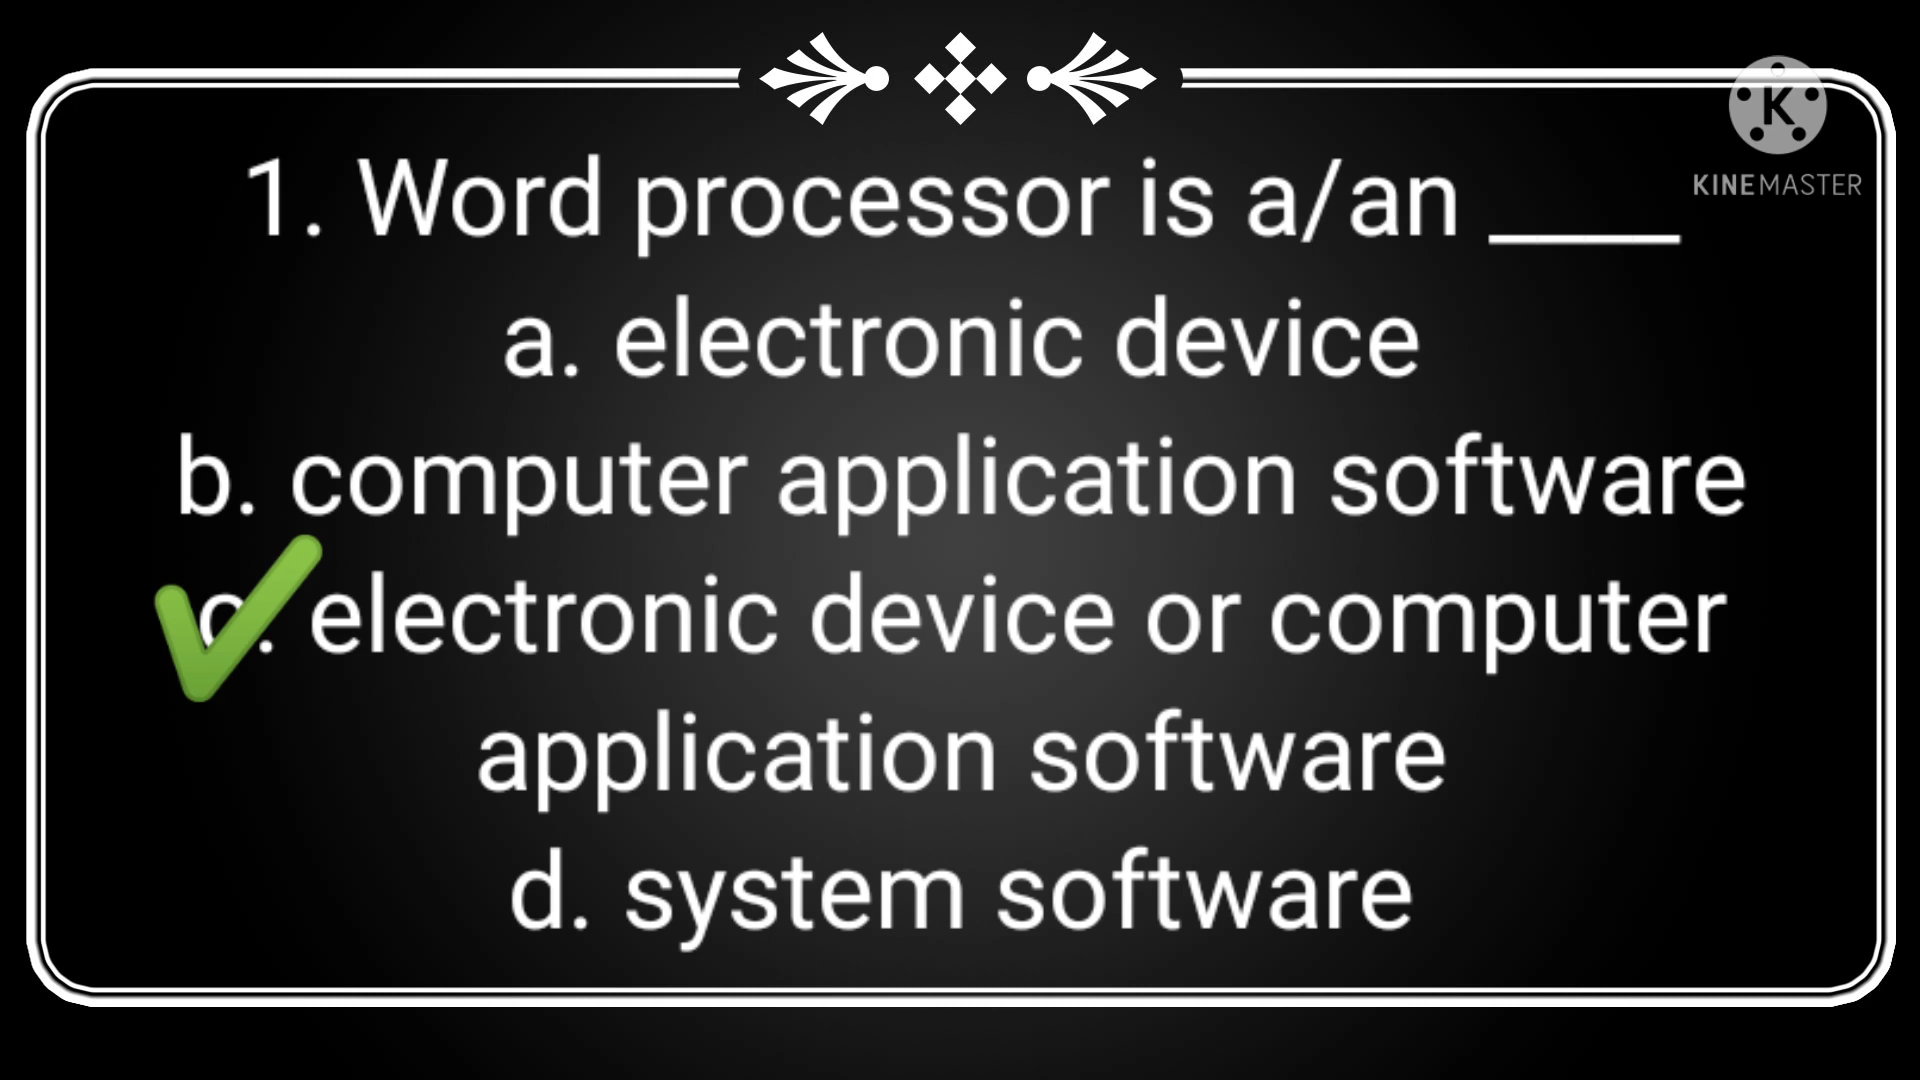 KINEMASTER
1. Word processor is a/an ____
a. electronic device
b. computer application software
c. electronic device or computer
application software
d. system software